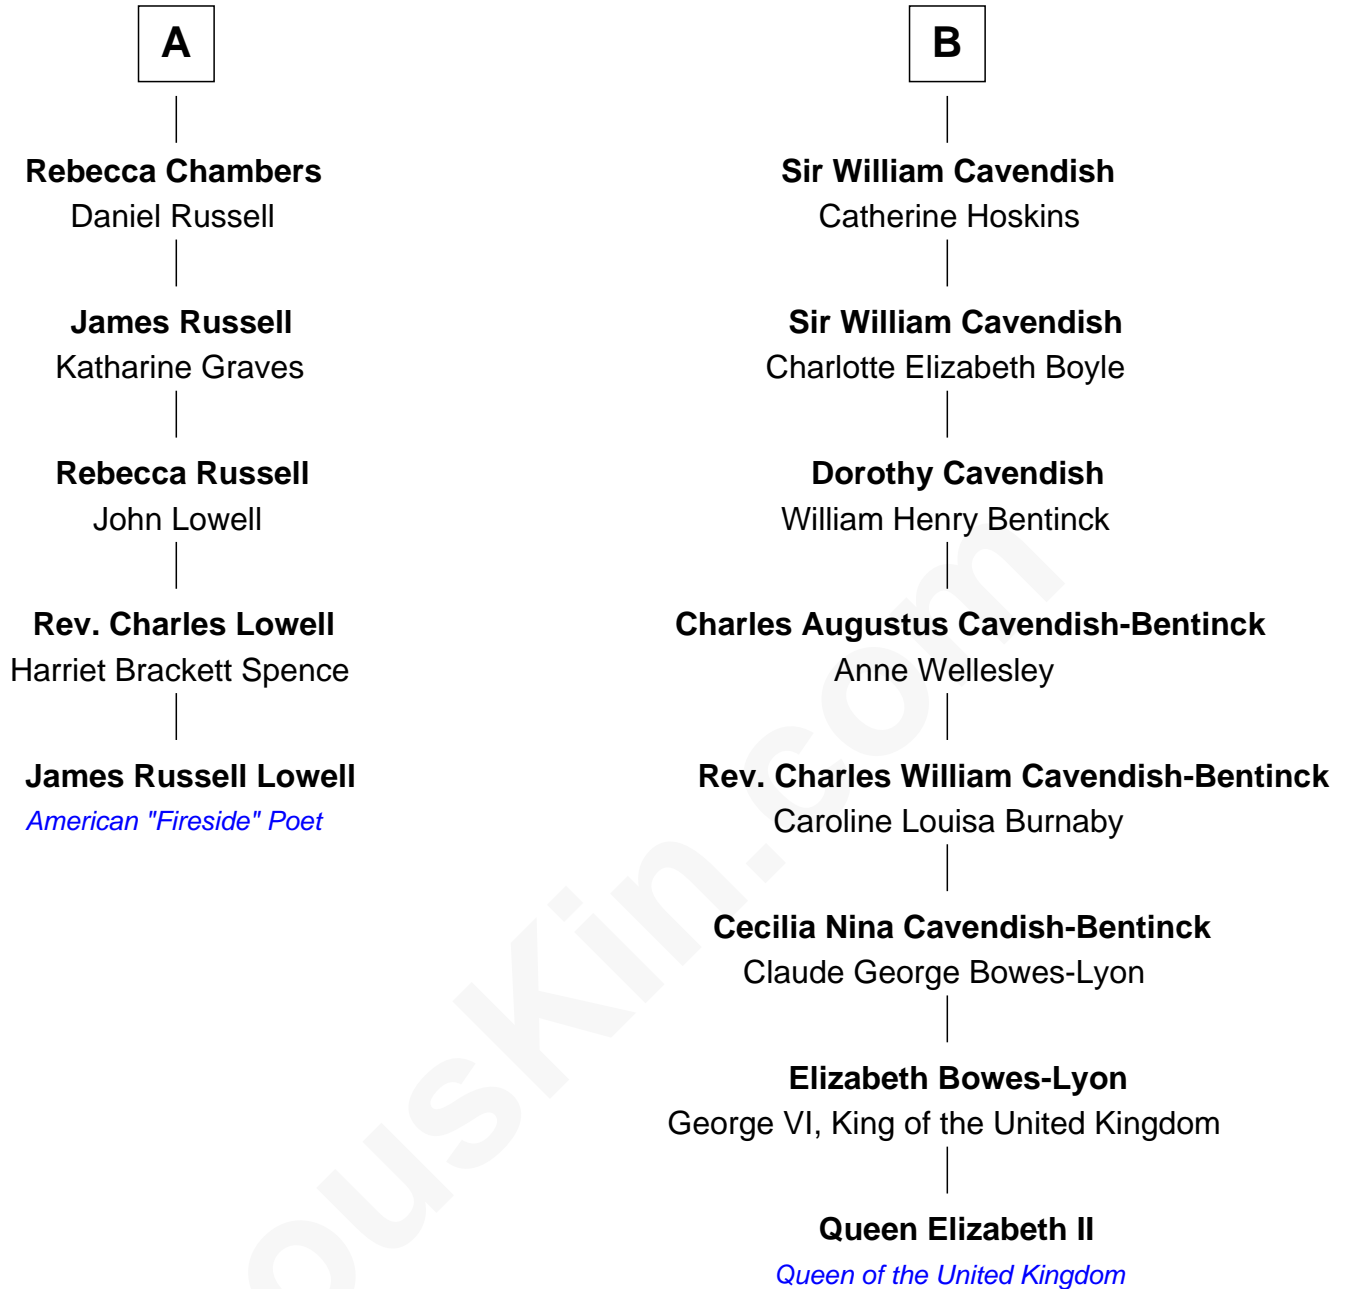 A
Rebecca Chambers
Daniel Russell
James Russell
Katharine Graves
Rebecca Russell
John Lowell
Rev. Charles Lowell
Harriet Brackett Spence
James Russell Lowell
American "Fireside" Poet
B
Sir William Cavendish
Catherine Hoskins
Sir William Cavendish
Charlotte Elizabeth Boyle
Dorothy Cavendish
William Henry Bentinck
Charles Augustus Cavendish-Bentinck
Anne Wellesley
Rev. Charles William Cavendish-Bentinck
Caroline Louisa Burnaby
Cecilia Nina Cavendish-Bentinck
Claude George Bowes-Lyon
Elizabeth Bowes-Lyon
George VI, King of the United Kingdom
Queen Elizabeth II
Queen of the United Kingdom
ousKin.com